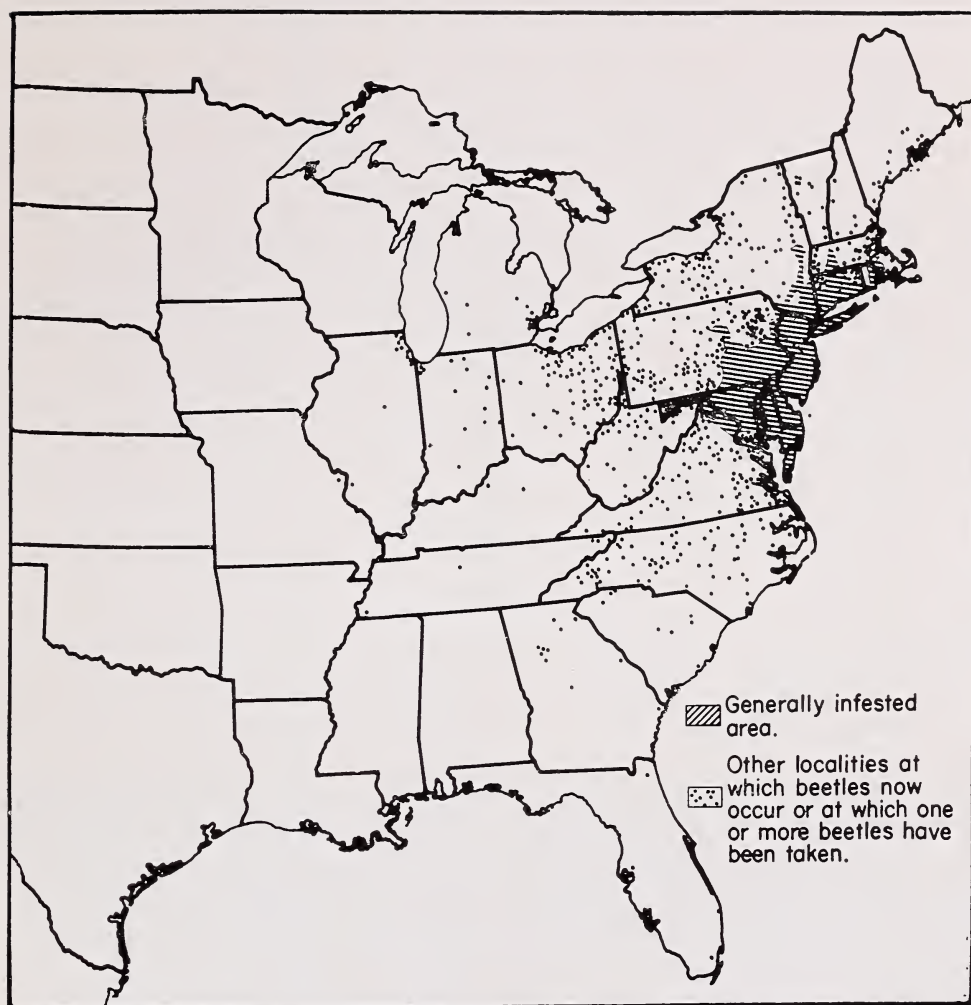 Generally infested
area.
Other localities at
which beetles now
occur or at which one
or more beetles have
been taken.